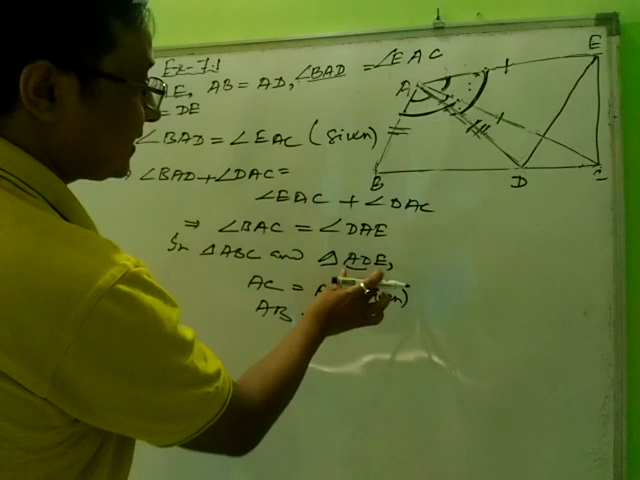 Ex-7.1
E, AB = AD, ∠BAD = ∠EAC
= DE
∠BAD = ∠EAC (Given)
∠BAD + ∠DAC =
∠EAC + ∠DAC
⇒ ∠BAC = ∠DAE
In △ABC and △ADE,
AC =
AB
A
B
D
C
E